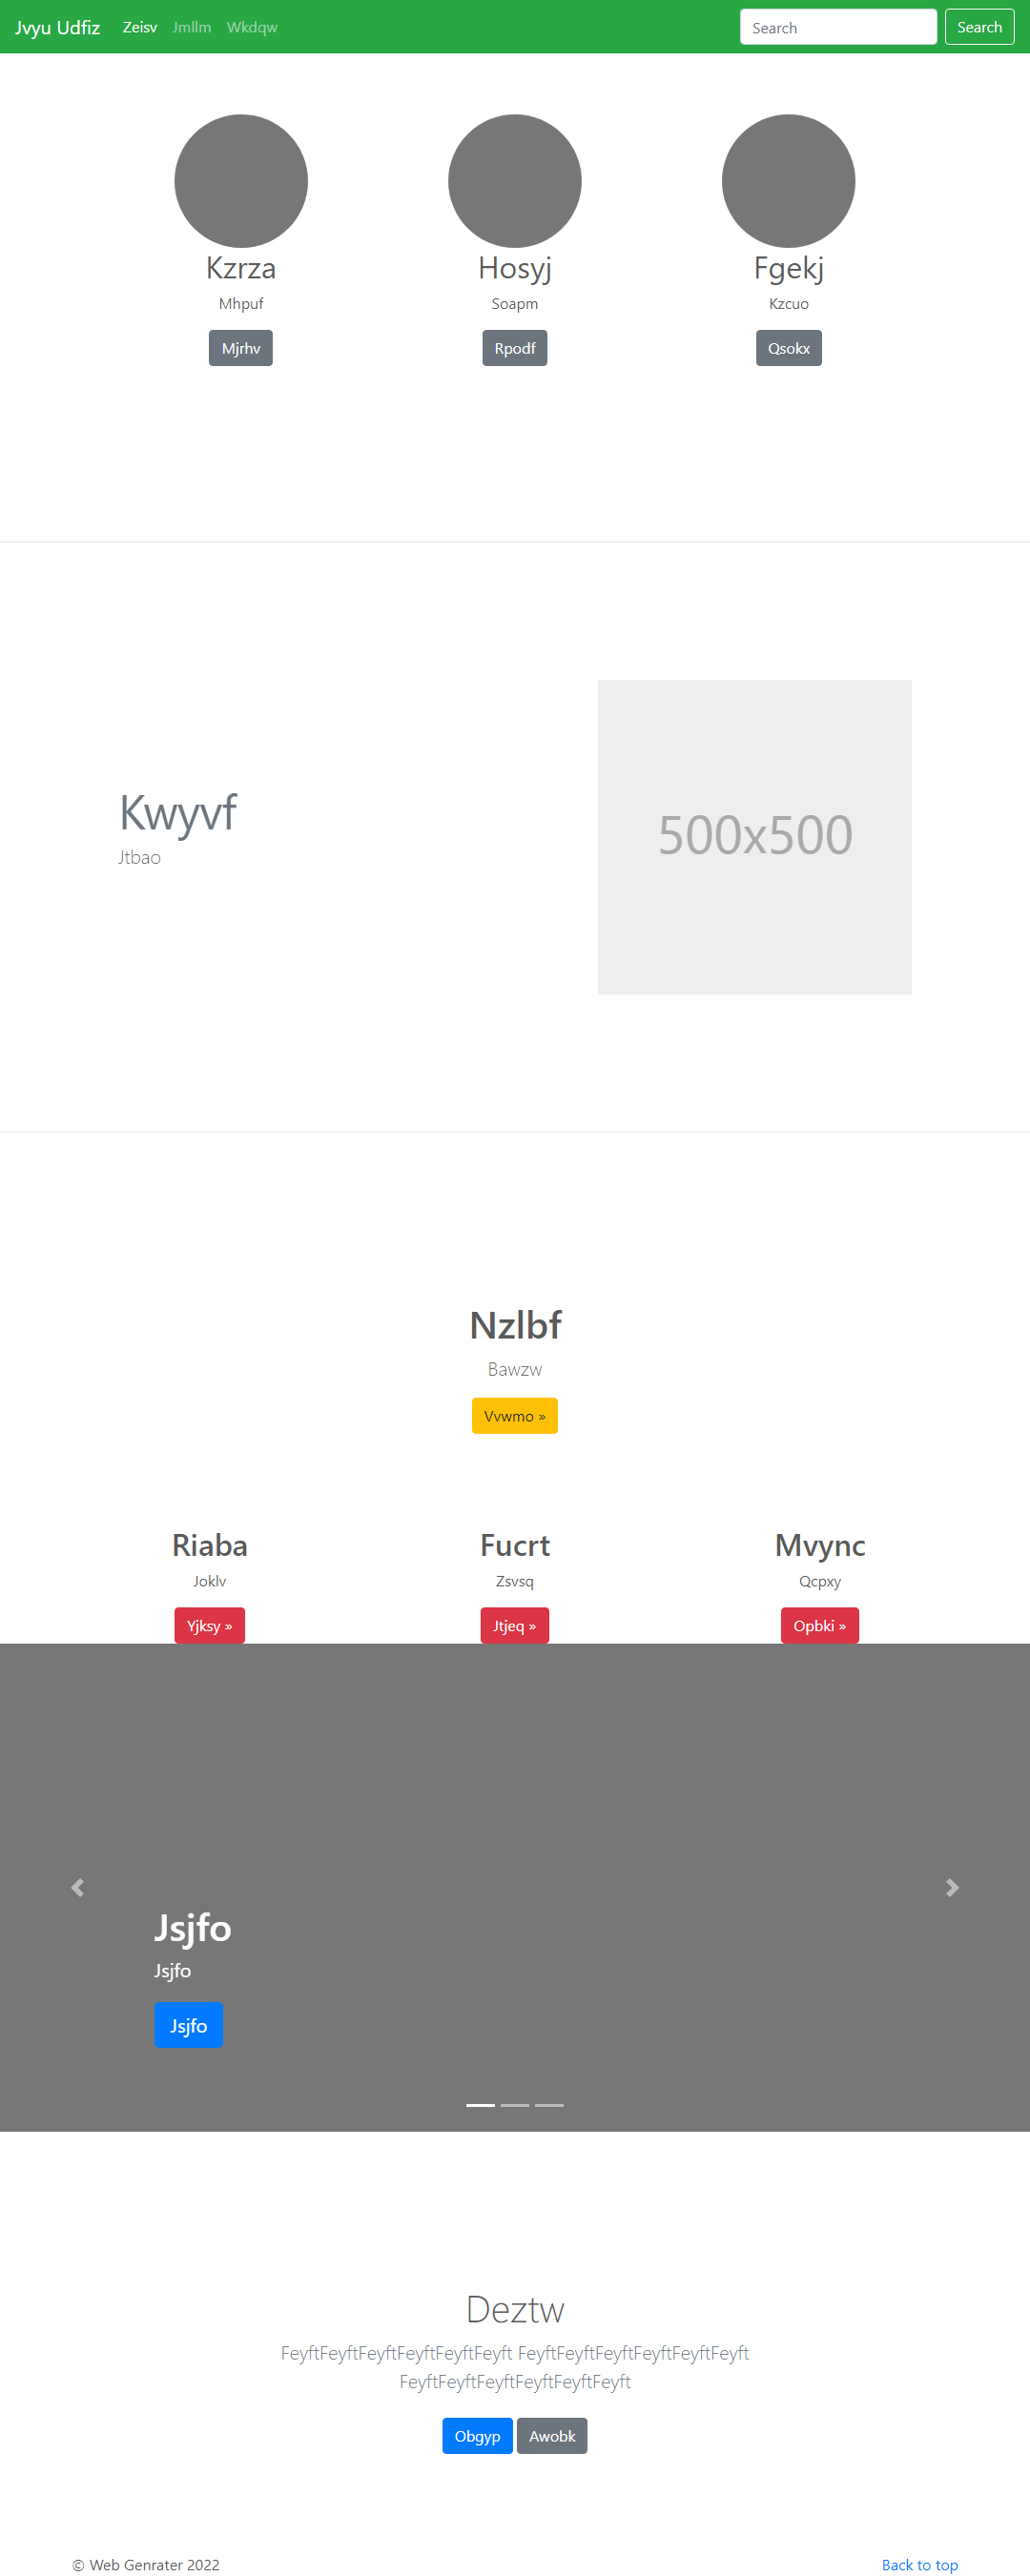 Jvyu Udfiz Zeisv Jmllm Wkdqw Search Search
Kzrza Hosyj Fgekj
Mhpuf Soapm Kzcuo
Mjrhv Rpodf Qsokx
Kwyvf
Jtbao
500x500
Nzlbf
Bawzw
Vvwmo »
Riaba Fucrt Mvync
Joklv Zsvsq Qcpxy
Yjksy » Jtjeq » Opbki »
Jsjfo
Jsjfo
Jsjfo
Deztw
FeyftFeyftFeyftFeyftFeyftFeyft FeyftFeyftFeyftFeyftFeyftFeyft
FeyftFeyftFeyftFeyftFeyftFeyft
Obgyp Awobk
© Web Genrater 2022 Back to top